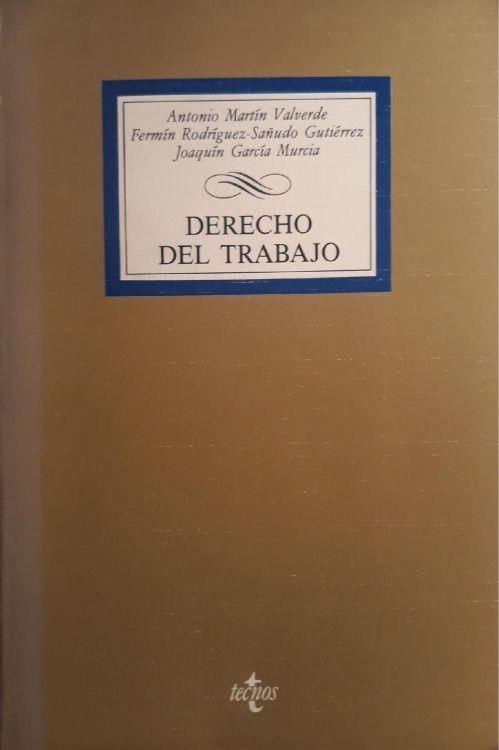 Antonio Martín Valverde
Fermín Rodríguez-Sañudo Gutiérrez
Joaquín García Murcia
DERECHO
DEL TRABAJO
tecnos